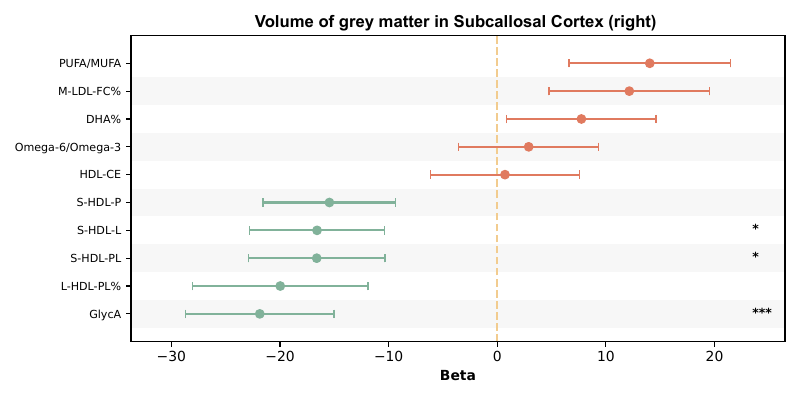 Volume of grey matter in Subcallosal Cortex (right)
PUFA/MUFA
M-LDL-FC%
DHA%
Omega-6/Omega-3
HDL-CE
S-HDL-P
S-HDL-L *
S-HDL-PL *
L-HDL-PL%
GlycA ***
−30 −20 −10 0 10 20
Beta